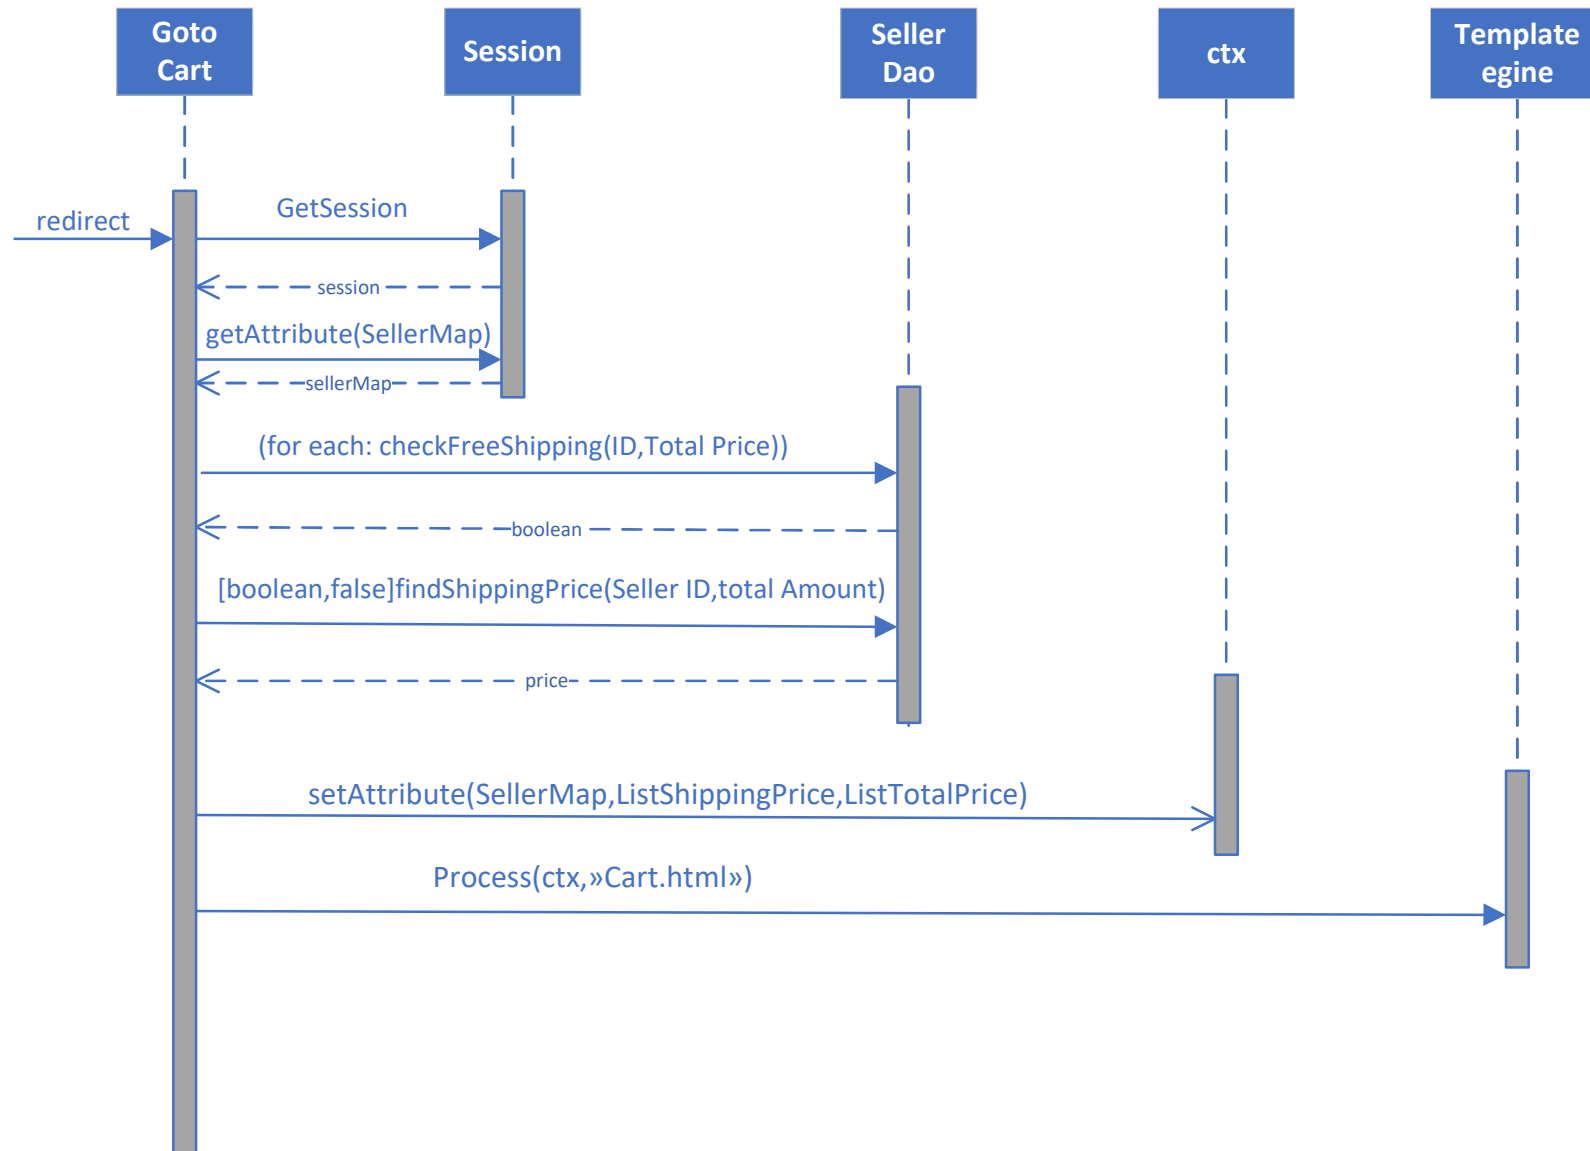 Goto
Cart
Session
Seller
Dao
ctx
Template
egine
redirect
GetSession
session
getAttribute(SellerMap)
sellerMap
(for each: checkFreeShipping(ID,Total Price))
boolean
[boolean,false]findShippingPrice(Seller ID,total Amount)
price
setAttribute(SellerMap,ListShippingPrice,ListTotalPrice)
Process(ctx,»Cart.html»)